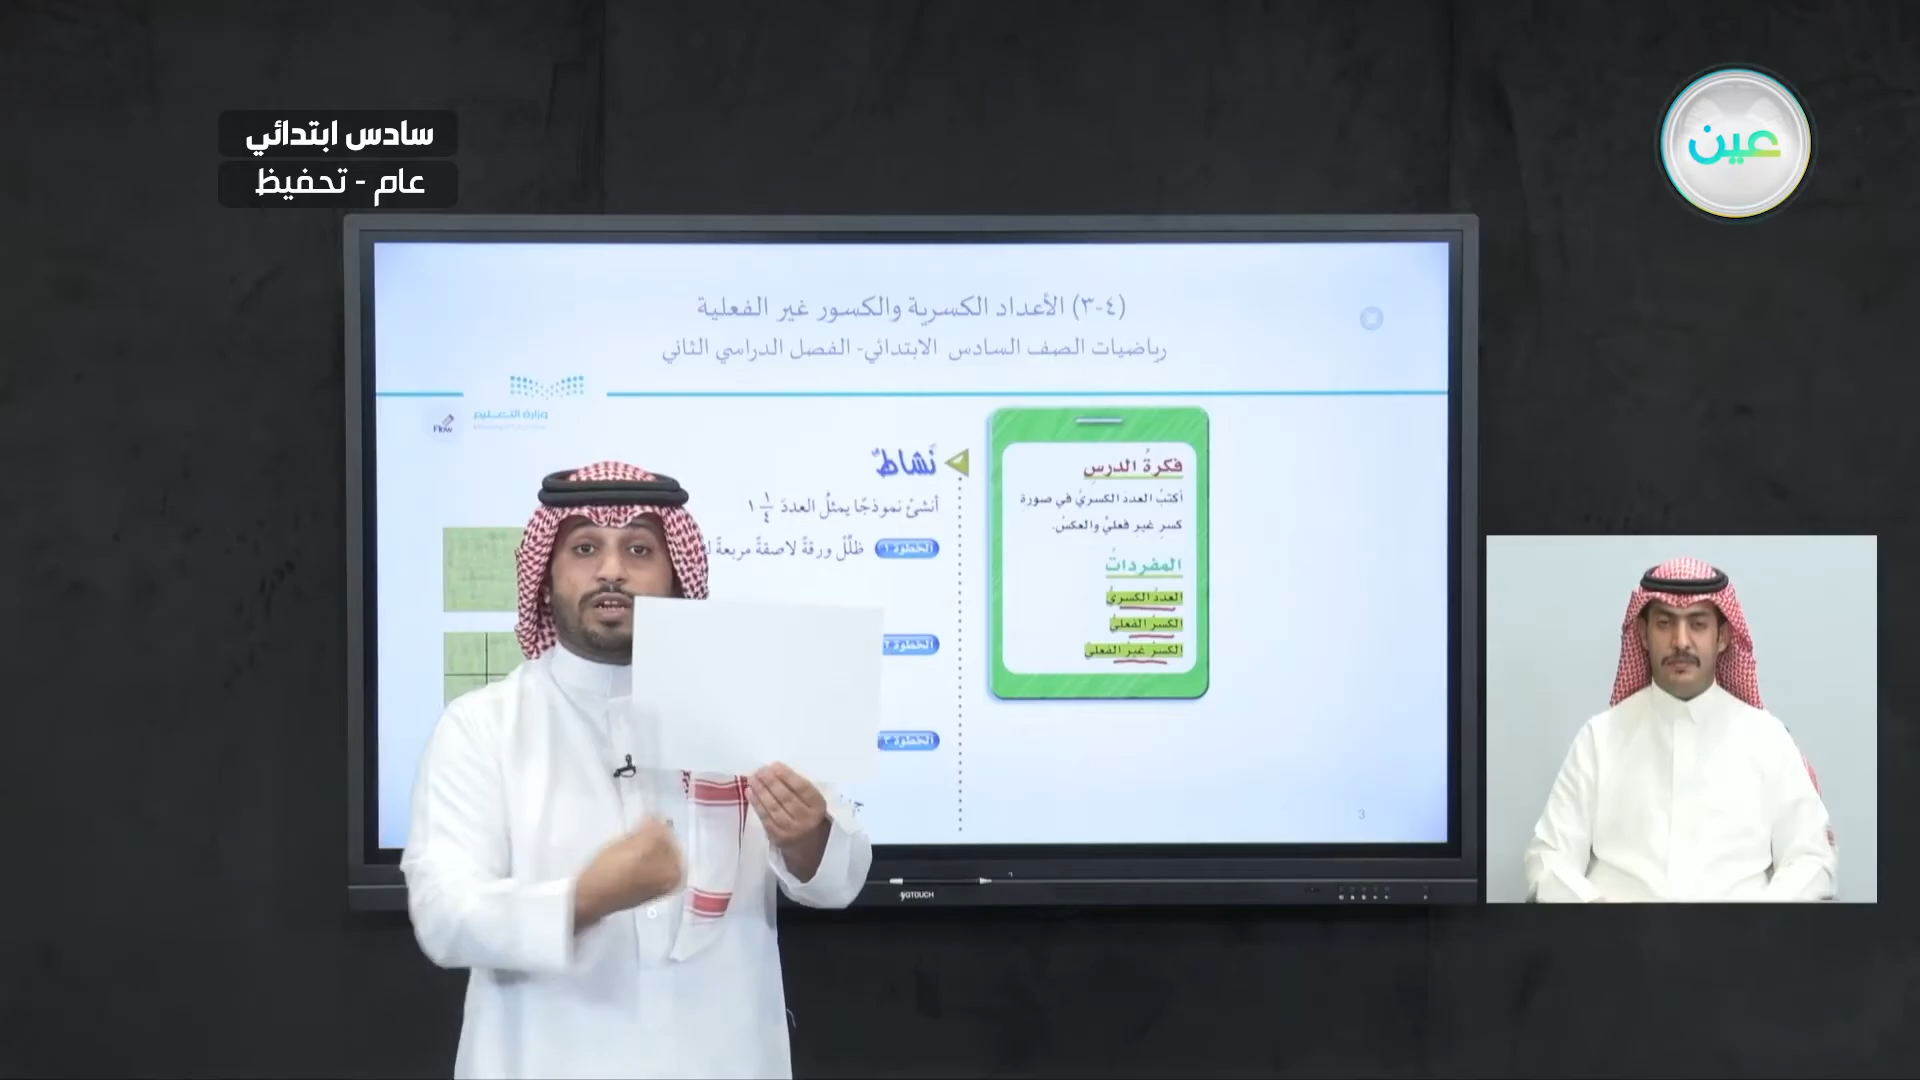 سادس ابتدائي
عام - تحفيظ
عين
(٤-٣) الأعداد الكسرية والكسور غير الفعلية
رياضيات الصف السادس الابتدائي- الفصل الدراسي الثاني
وزارة التعليم
Flow
فكرةُ الدرسِ
أكتبُ العددَ الكسريَّ في صورةِ
كسرٍ غيرِ فعليٍّ والعكسُ.
المفرداتُ
العددُ الكسريُّ
الكسرُ الفعليُّ
الكسرُ غيرُ الفعليِّ
نَشاطٌ
أنشئُ نموذجًا يمثلُ العددَ ١ ١/٤
الخطوة ١ ظلِّلْ ورقةً لاصقةً مربعةً
الخطوة ٢
الخطوة ٣
3